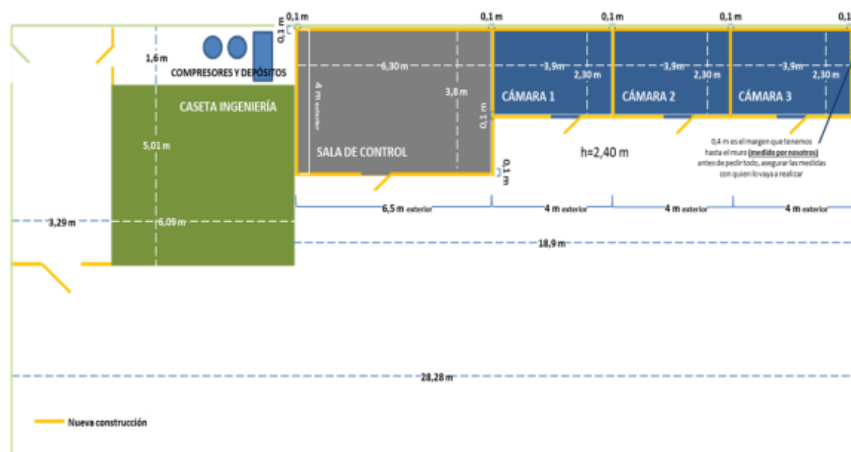 0,1 m
0,1 m
0,1 m
0,1 m
0,1 m
0,1 m
1,6 m
COMPRESORES Y DEPÓSITOS
CASETA INGENIERÍA
5,01 m
6,09 m
3,29 m
6,30 m
4 m exterior
3,8 m
0,1 m
SALA DE CONTROL
0,1 m
3,9m
2,30 m
CÁMARA 1
3,9m
2,30 m
CÁMARA 2
3,9m
2,30 m
CÁMARA 3
h=2,40 m
0,4 m es el margen que tenemos
hasta el muro (medido por nosotros)
antes de pedir todo, asegurar las medidas
con quien lo vaya a realizar
6,5 m exterior
4 m exterior
4 m exterior
4 m exterior
18,9 m
28,28 m
Nueva construcción